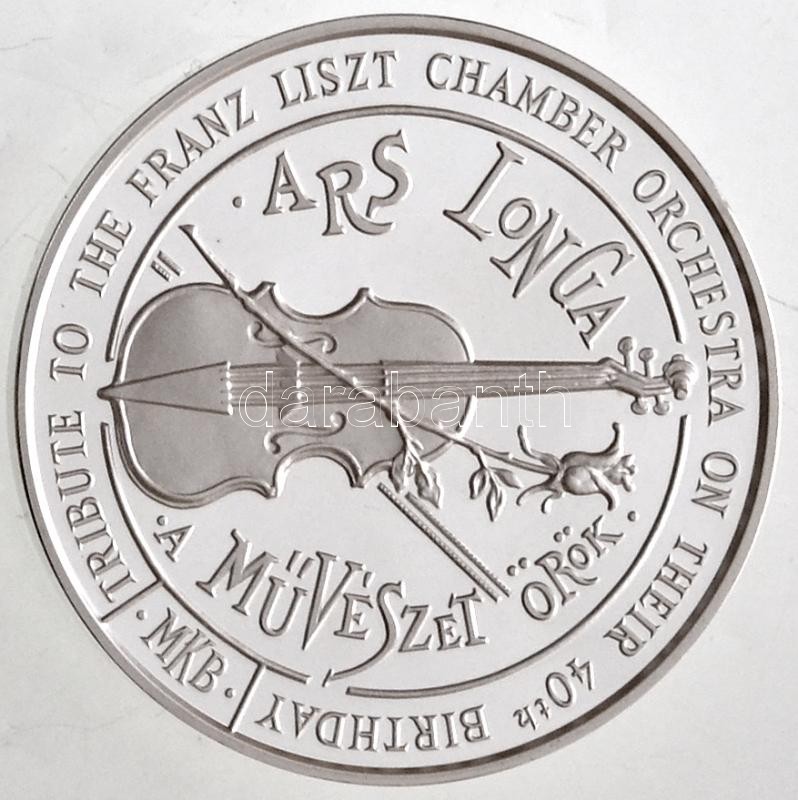 TRIBUTE TO THE FRANZ LISZT CHAMBER ORCHESTRA ON THEIR 40th BIRTHDAY
· MKB ·
· ARS LONGA
· A MŰVÉSZET ÖRÖK ·
darabanth